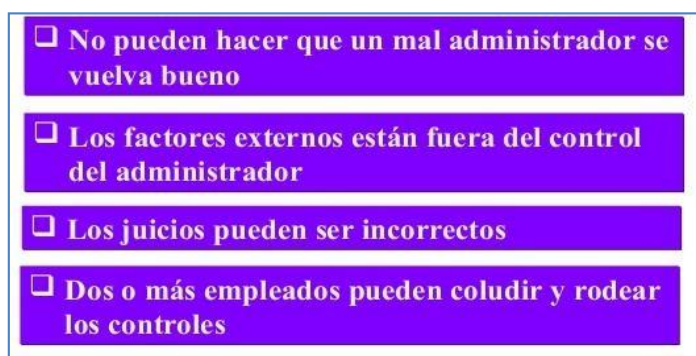 ❑ No pueden hacer que un mal administrador se
vuelva bueno
❑ Los factores externos están fuera del control
del administrador
❑ Los juicios pueden ser incorrectos
❑ Dos o más empleados pueden coludir y rodear
los controles